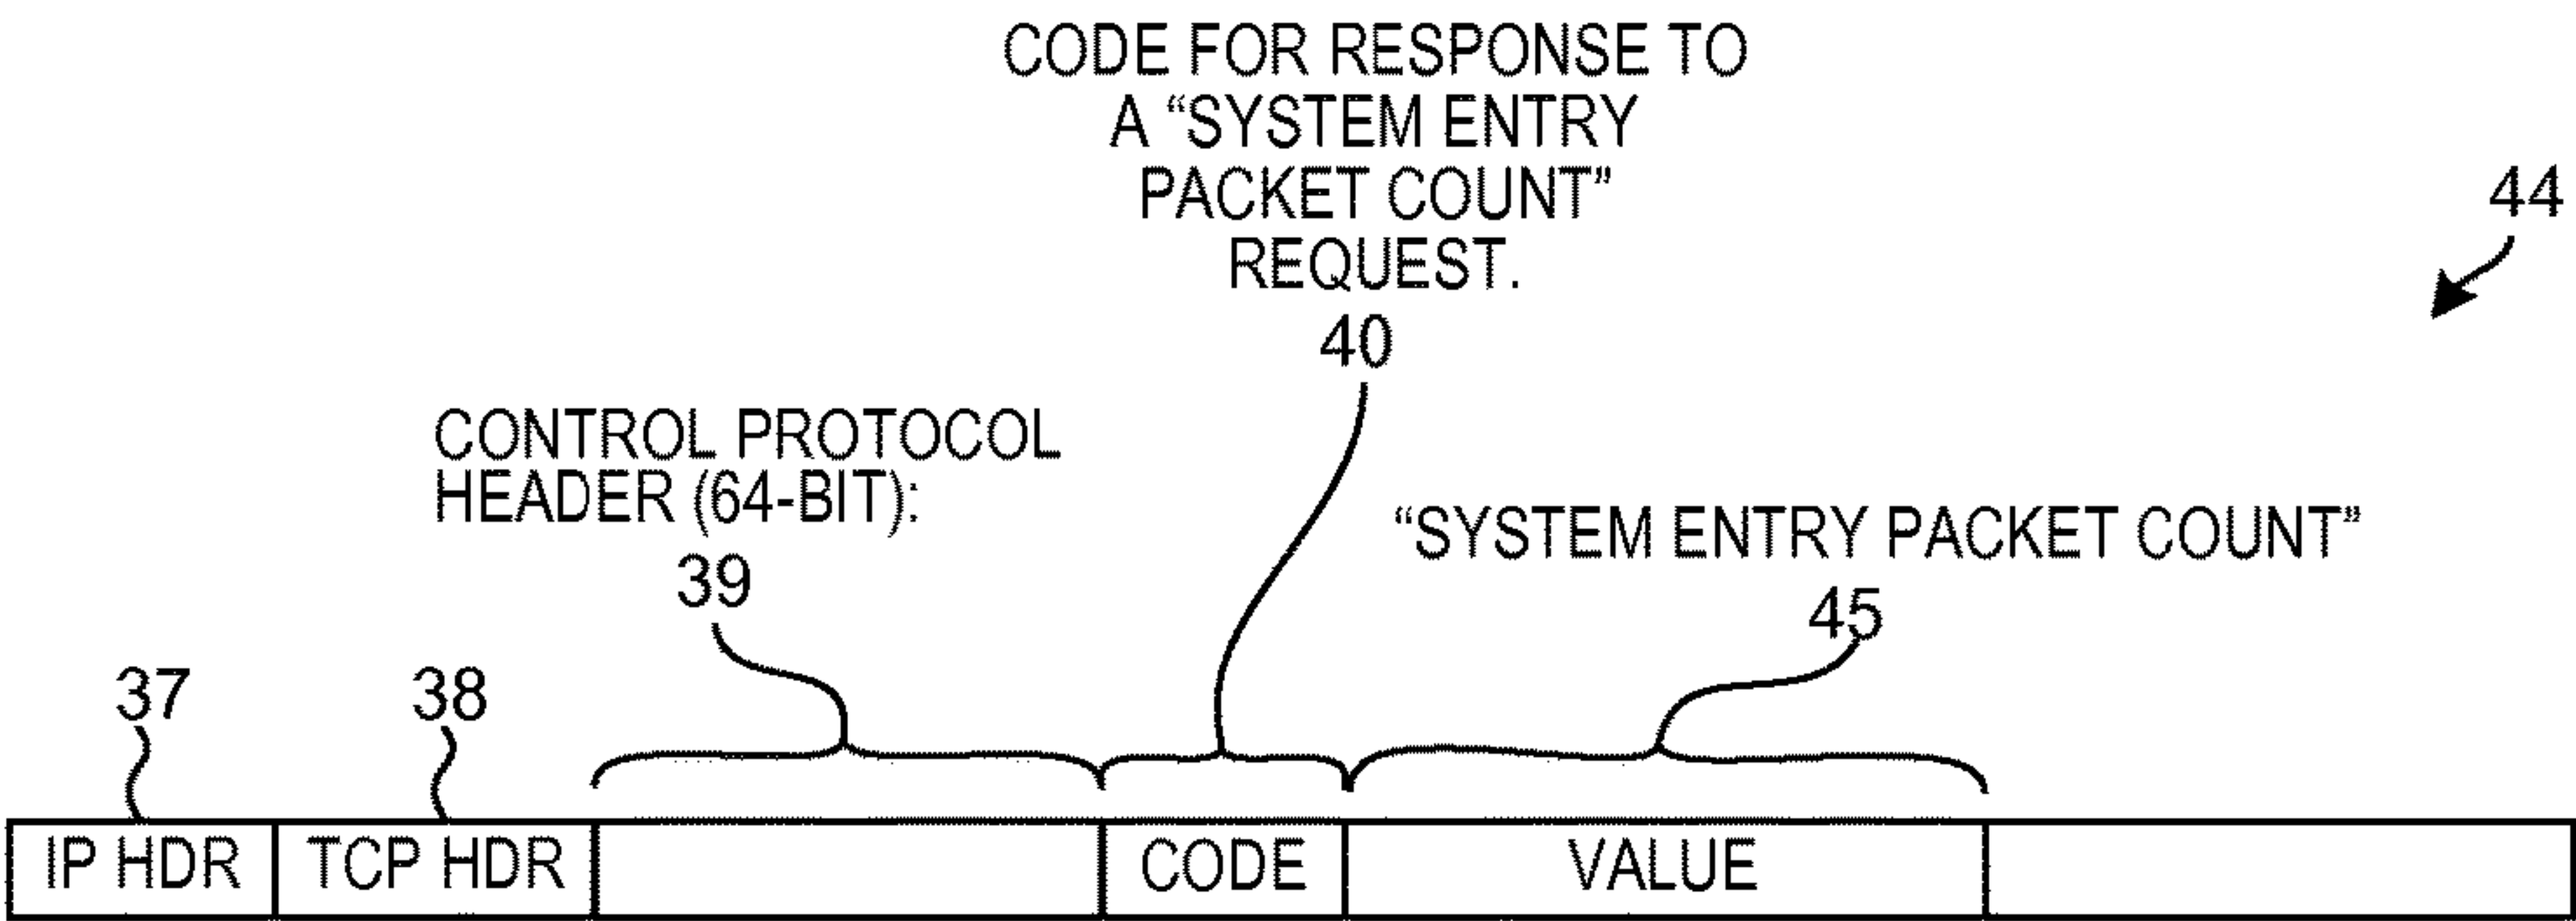 CODE FOR RESPONSE TO
A “SYSTEM ENTRY
PACKET COUNT”
REQUEST.
40
44
CONTROL PROTOCOL
HEADER (64-BIT):
39
“SYSTEM ENTRY PACKET COUNT”
45
37
38
IP HDR
TCP HDR
CODE
VALUE